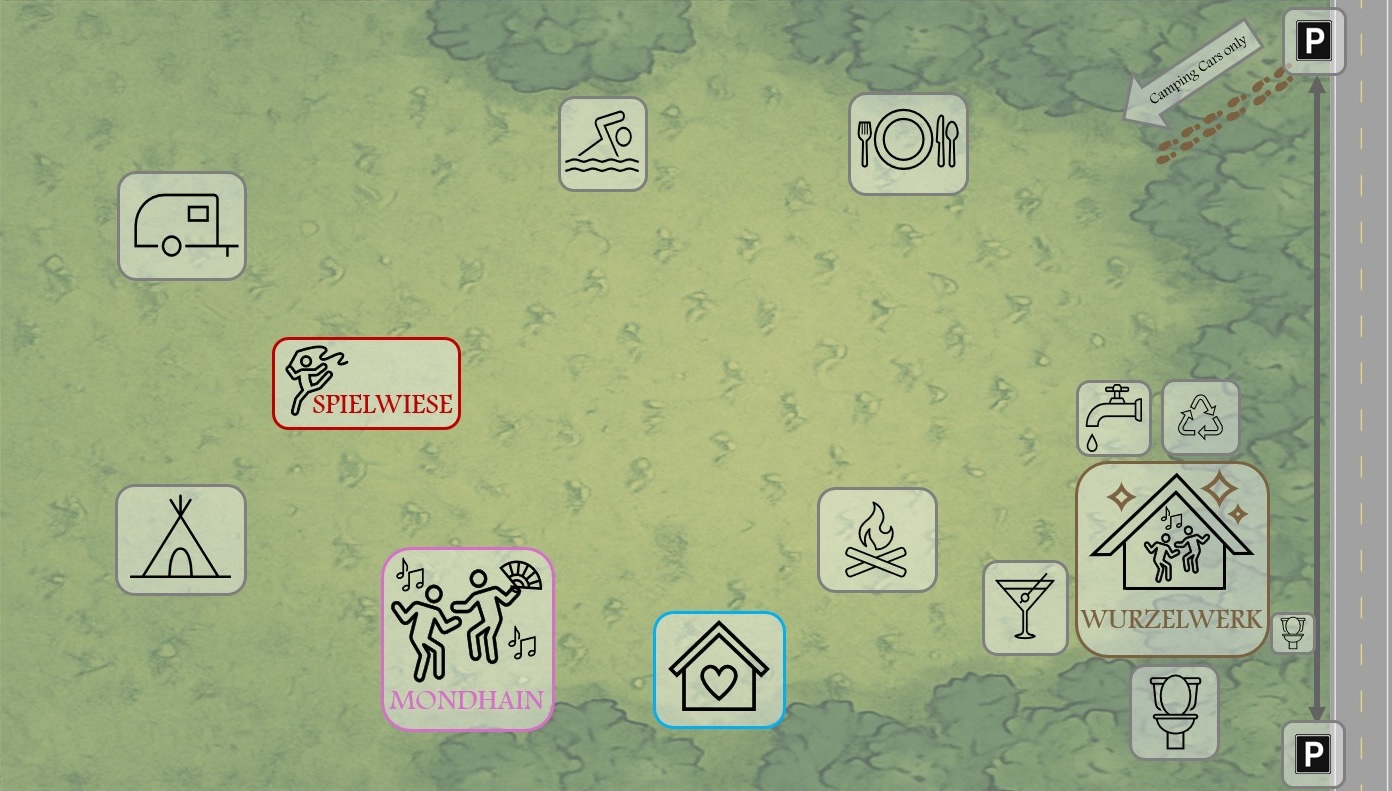 P
Camping Cars only
SPIELWIESE
WURZELWERK
MONDHAIN
P